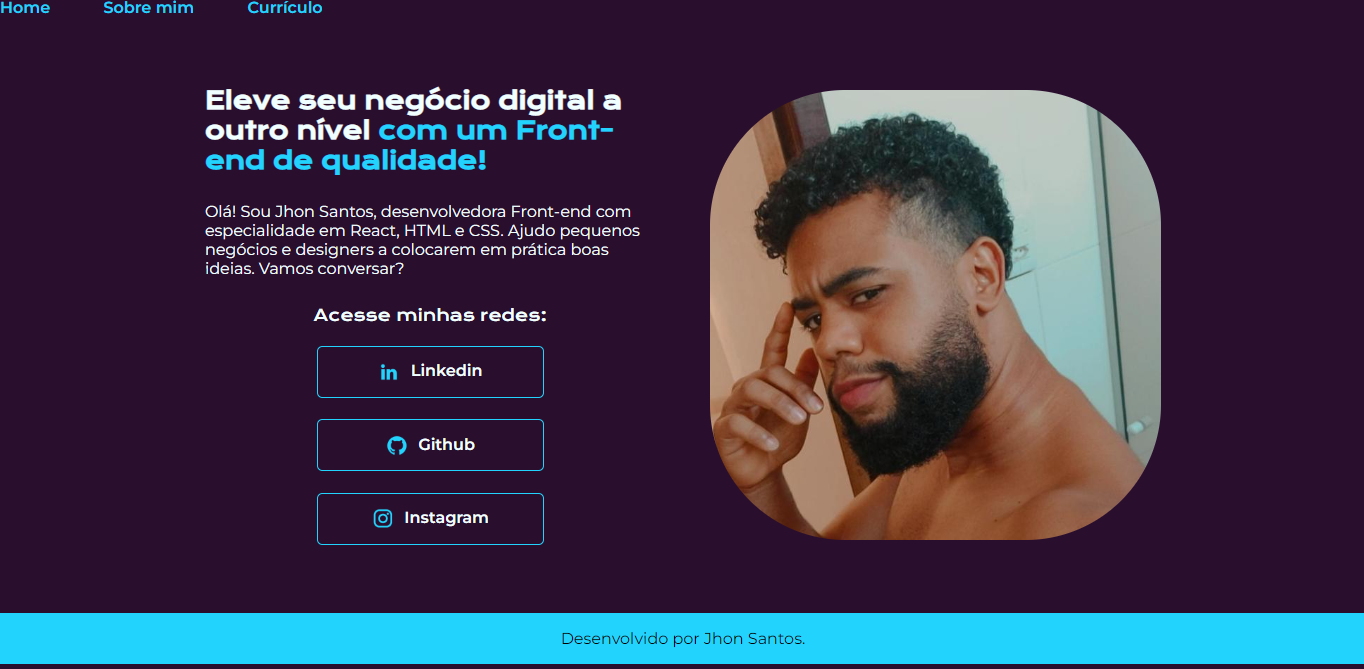 Home Sobre mim Currículo
Eleve seu negócio digital a
outro nível com um Front-
end de qualidade!
Olá! Sou Jhon Santos, desenvolvedora Front-end com
especialidade em React, HTML e CSS. Ajudo pequenos
negócios e designers a colocarem em prática boas
ideias. Vamos conversar?
Acesse minhas redes:
Linkedin
Github
Instagram
Desenvolvido por Jhon Santos.